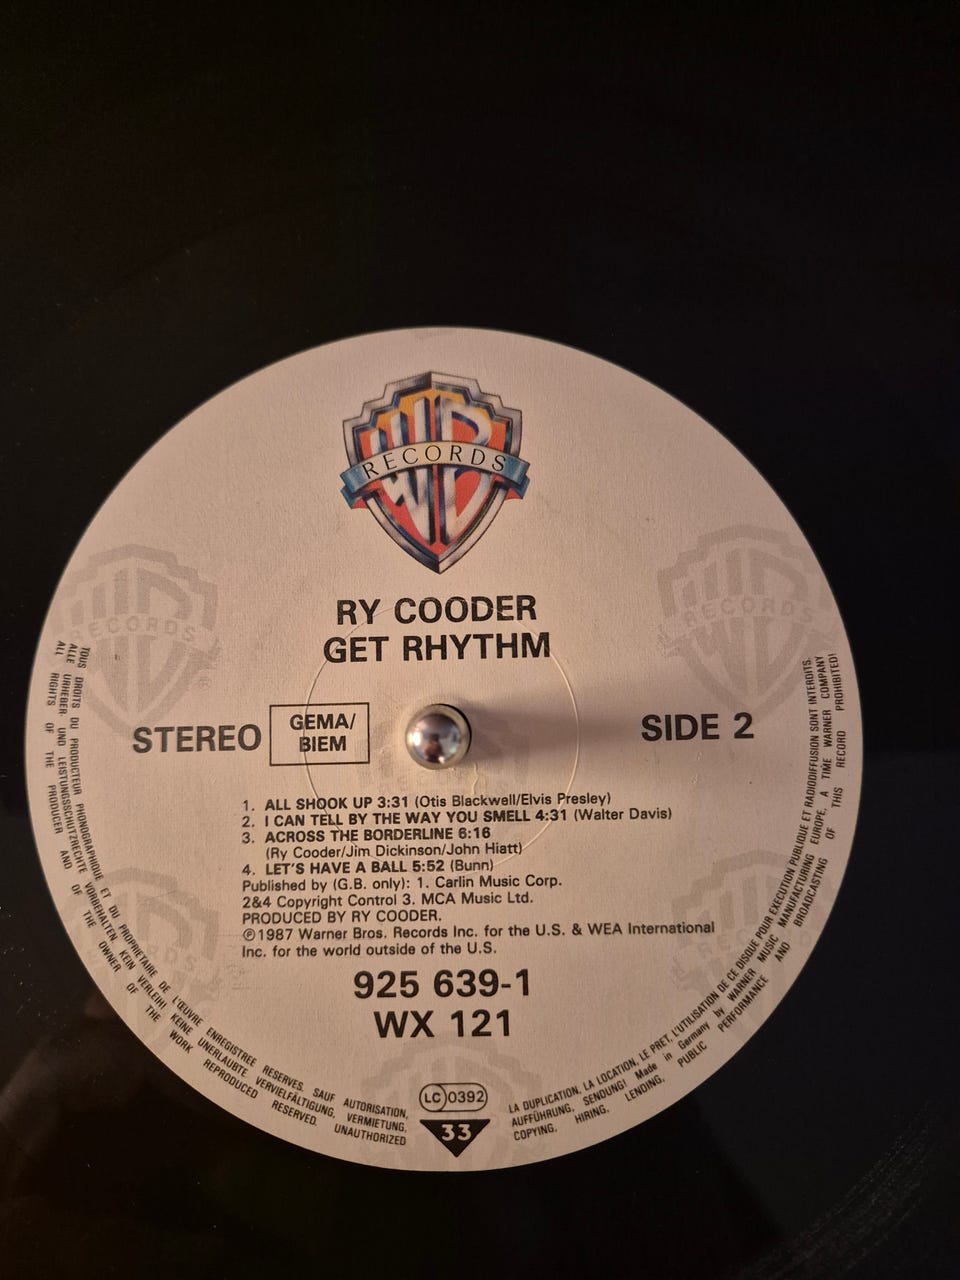 WB
RECORDS
RY COODER
GET RHYTHM
STEREO
GEMA/
BIEM
SIDE 2
1. ALL SHOOK UP 3:31 (Otis Blackwell/Elvis Presley)
2. I CAN TELL BY THE WAY YOU SMELL 4:31 (Walter Davis)
3. ACROSS THE BORDERLINE 6:16
(Ry Cooder/Jim Dickinson/John Hiatt)
4. LET'S HAVE A BALL 5:52 (Bunn)
Published by (G.B. only): 1. Carlin Music Corp.
2&4 Copyright Control 3. MCA Music Ltd.
PRODUCED BY RY COODER.
℗1987 Warner Bros. Records Inc. for the U.S. & WEA International
Inc. for the world outside of the U.S.
925 639-1
WX 121
LC 0392
33
TOUS DROITS DU PRODUCTEUR PHONOGRAPHIQUE ET DU PROPRIETAIRE DE L'ŒUVRE ENREGISTREE RESERVES. SAUF AUTORISATION, LA DUPLICATION, LA LOCATION, LE PRET, L'UTILISATION DE CE DISQUE POUR EXECUTION PUBLIQUE ET RADIODIFFUSION SONT INTERDITS.
ALLE URHEBER- UND LEISTUNGSSCHUTZRECHTE VORBEHALTEN. KEIN VERLEIH! KEINE UNERLAUBTE VERVIELFÄLTIGUNG, VERMIETUNG, AUFFÜHRUNG, SENDUNG! Made in Germany by WARNER MUSIC MANUFACTURING EUROPE, A TIME WARNER COMPANY
ALL RIGHTS OF THE PRODUCER AND OF THE OWNER OF THE WORK REPRODUCED RESERVED. UNAUTHORIZED COPYING, HIRING, LENDING, PUBLIC PERFORMANCE AND BROADCASTING OF THIS RECORD PROHIBITED!